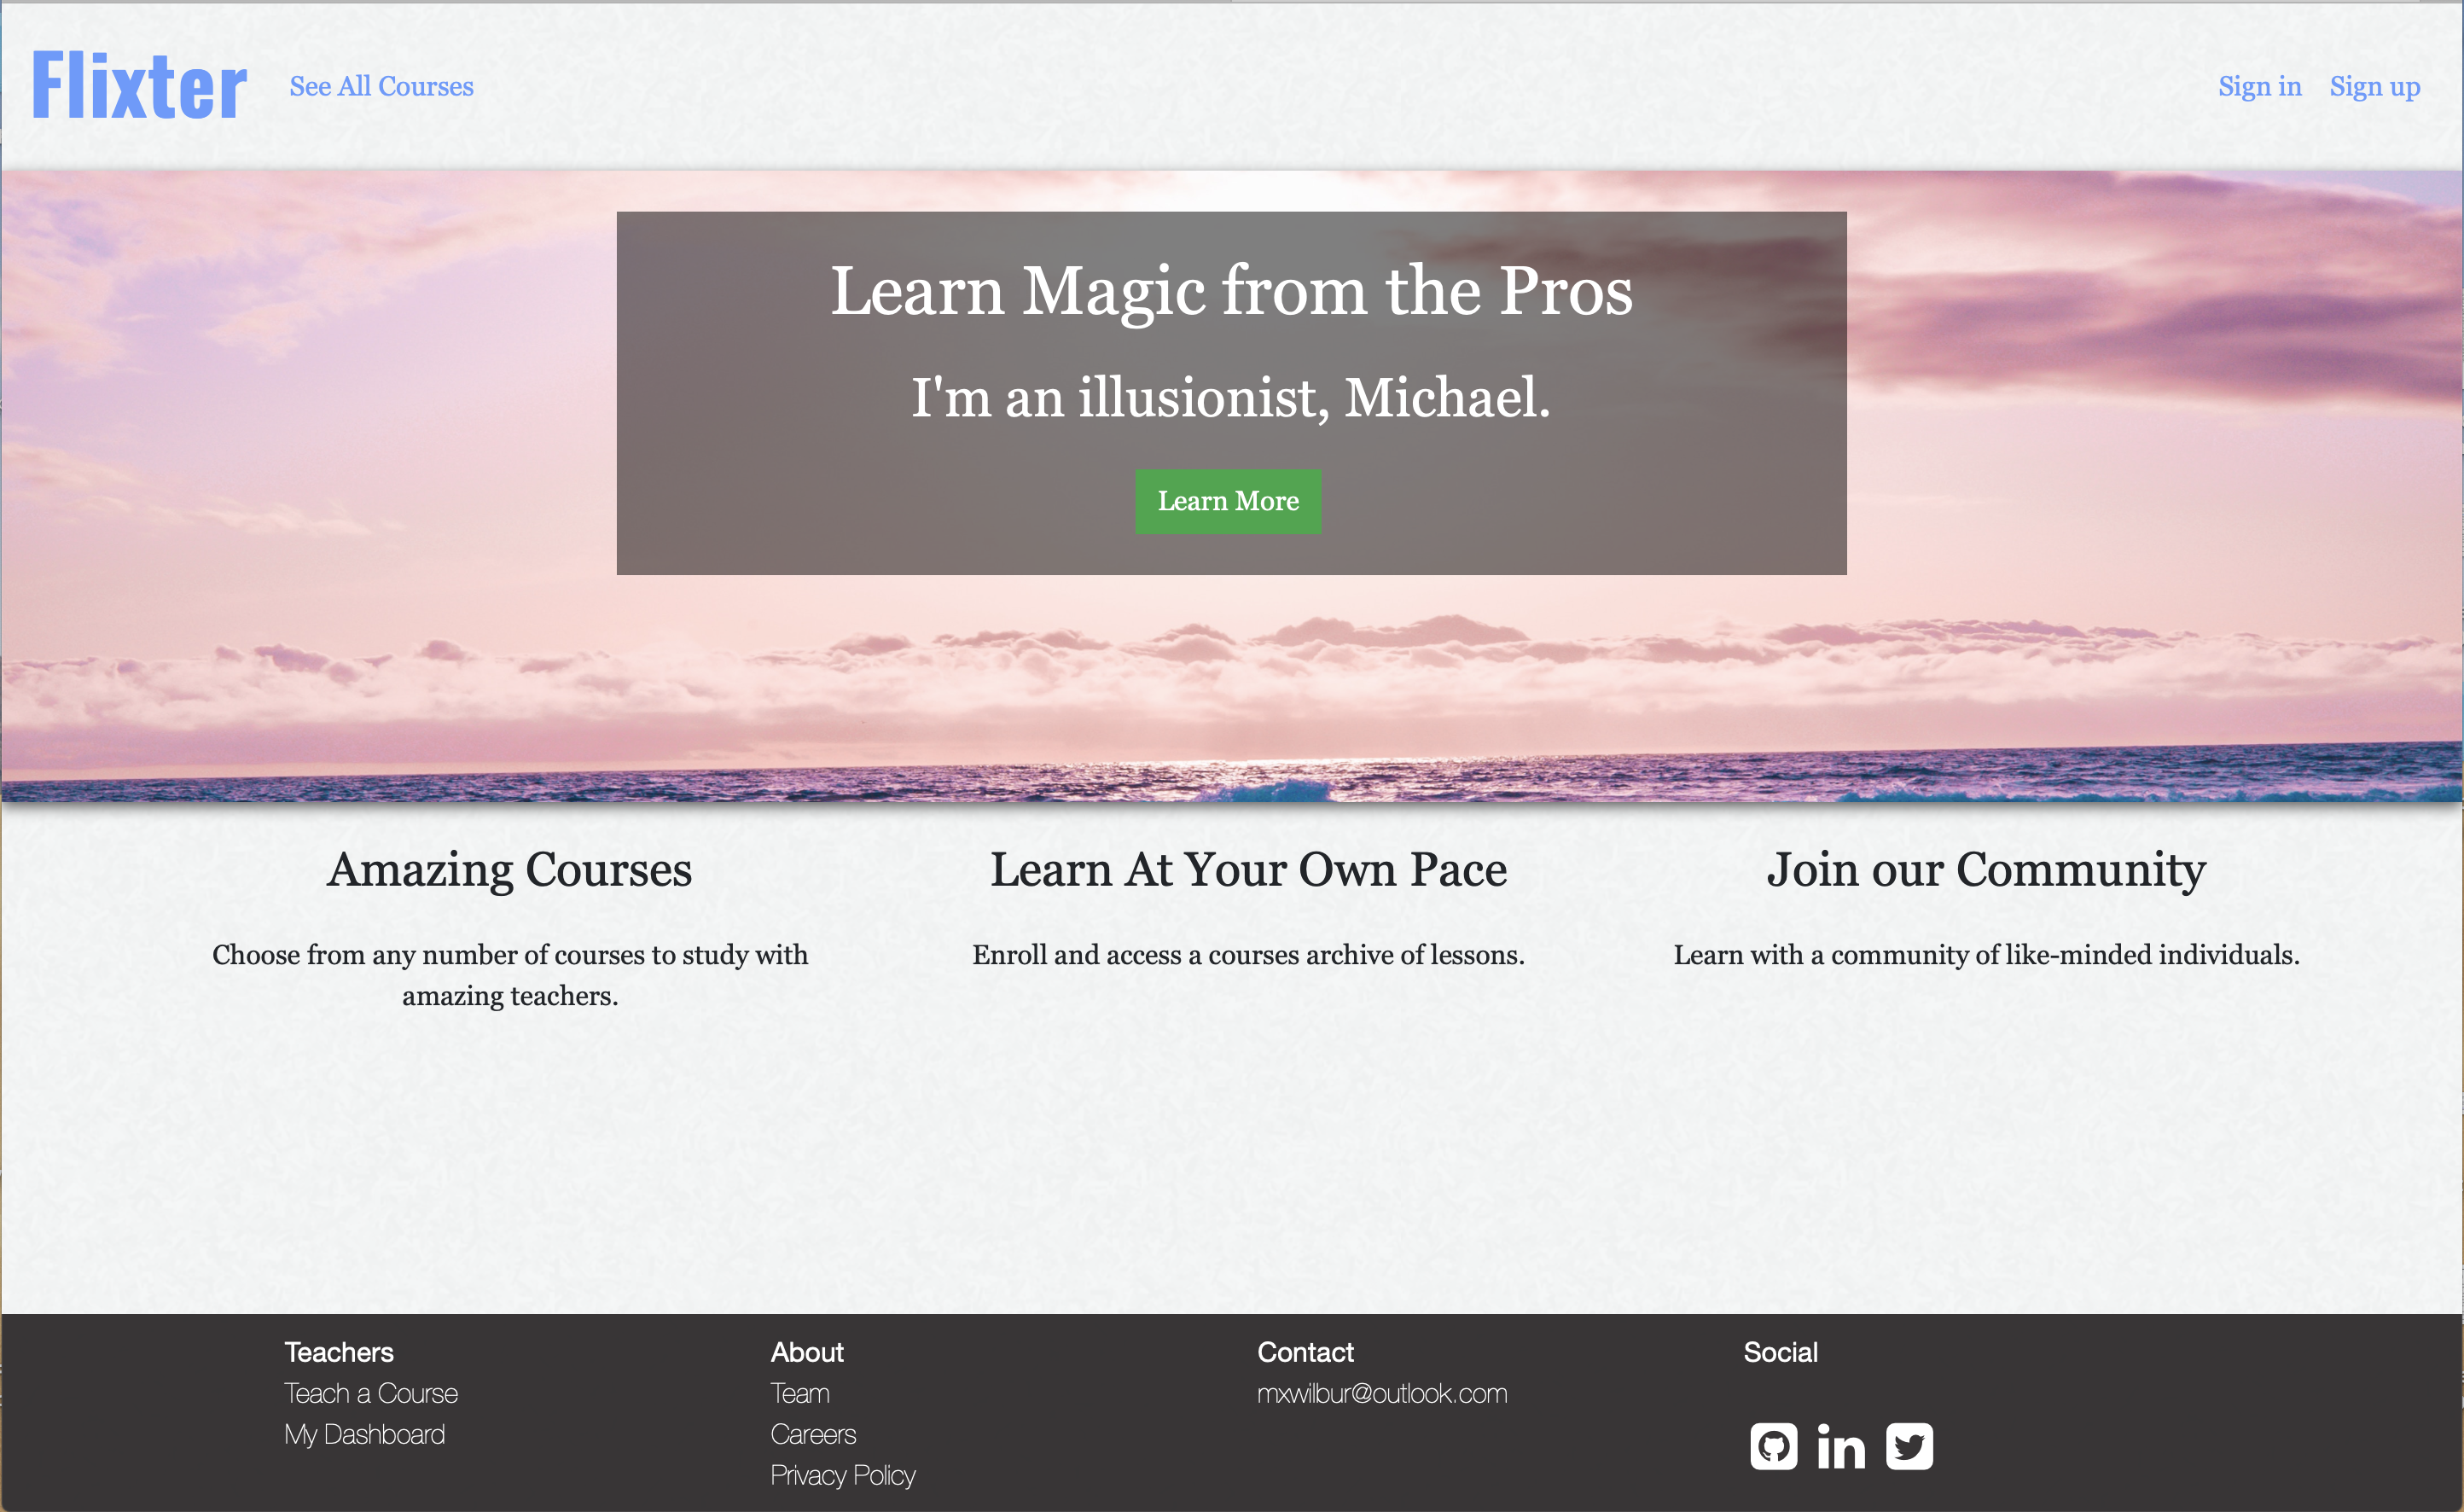 Flixter
See All Courses
Sign in
Sign up
Learn Magic from the Pros
I'm an illusionist, Michael.
Learn More
Amazing Courses
Choose from any number of courses to study with
amazing teachers.
Learn At Your Own Pace
Enroll and access a courses archive of lessons.
Join our Community
Learn with a community of like-minded individuals.
Teachers
Teach a Course
My Dashboard
About
Team
Careers
Privacy Policy
Contact
mxwilbur@outlook.com
Social
in